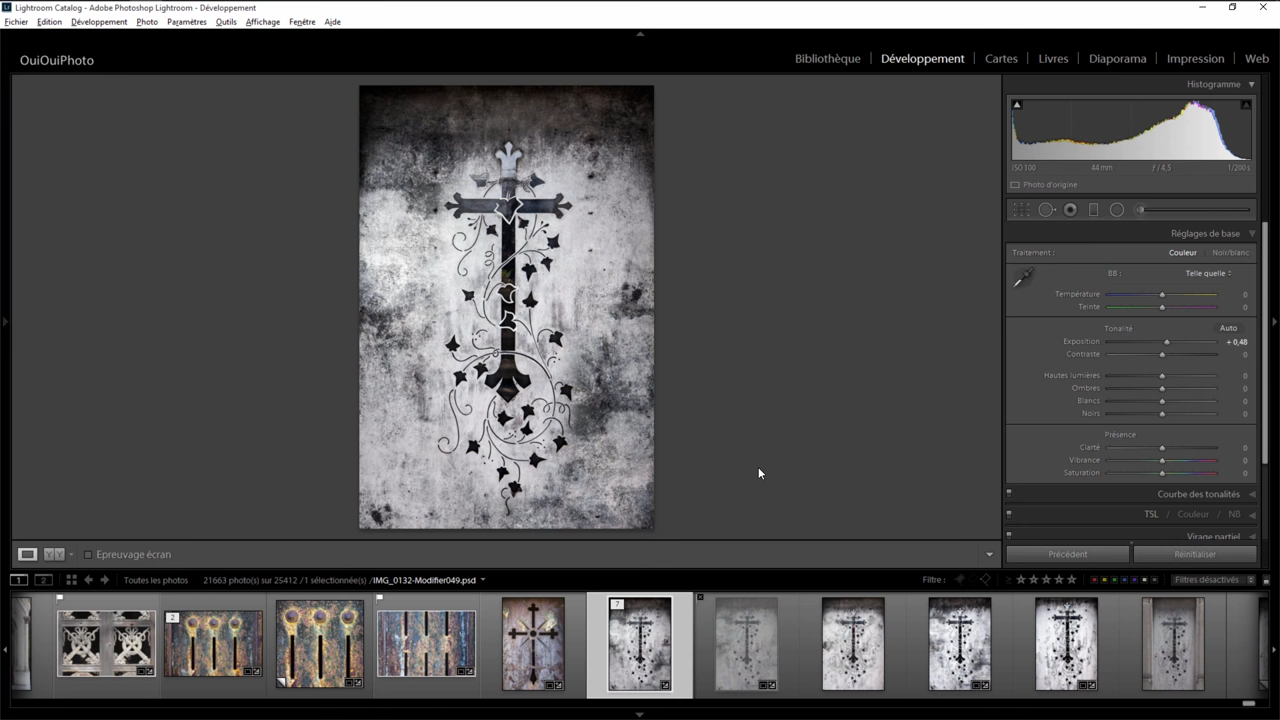 Lightroom Catalog - Adobe Photoshop Lightroom - Développement
Fichier Edition Développement Photo Paramètres Outils Affichage Fenêtre Aide
OuiOuiPhoto
Bibliothèque | Développement | Cartes | Livres | Diaporama | Impression | Web
Histogramme
ISO 100 44 mm ƒ / 4,5 1/200 s
Photo d'origine
Réglages de base
Traitement : Couleur Noir/blanc
BB : Telle quelle
Température 0
Teinte 0
Tonalité Auto
Exposition + 0,48
Contraste 0
Hautes lumières 0
Ombres 0
Blancs 0
Noirs 0
Présence
Clarté 0
Vibrance 0
Saturation 0
Courbe des tonalités
TSL / Couleur / NB
Virage partiel
Y Y Epreuvage écran
Précédent Réinitialiser
1 2 Toutes les photos 21663 photo(s) sur 25412 /1 sélectionnée(s) /IMG_0132-Modifier049.psd Filtre : Filtres désactivés
2 7